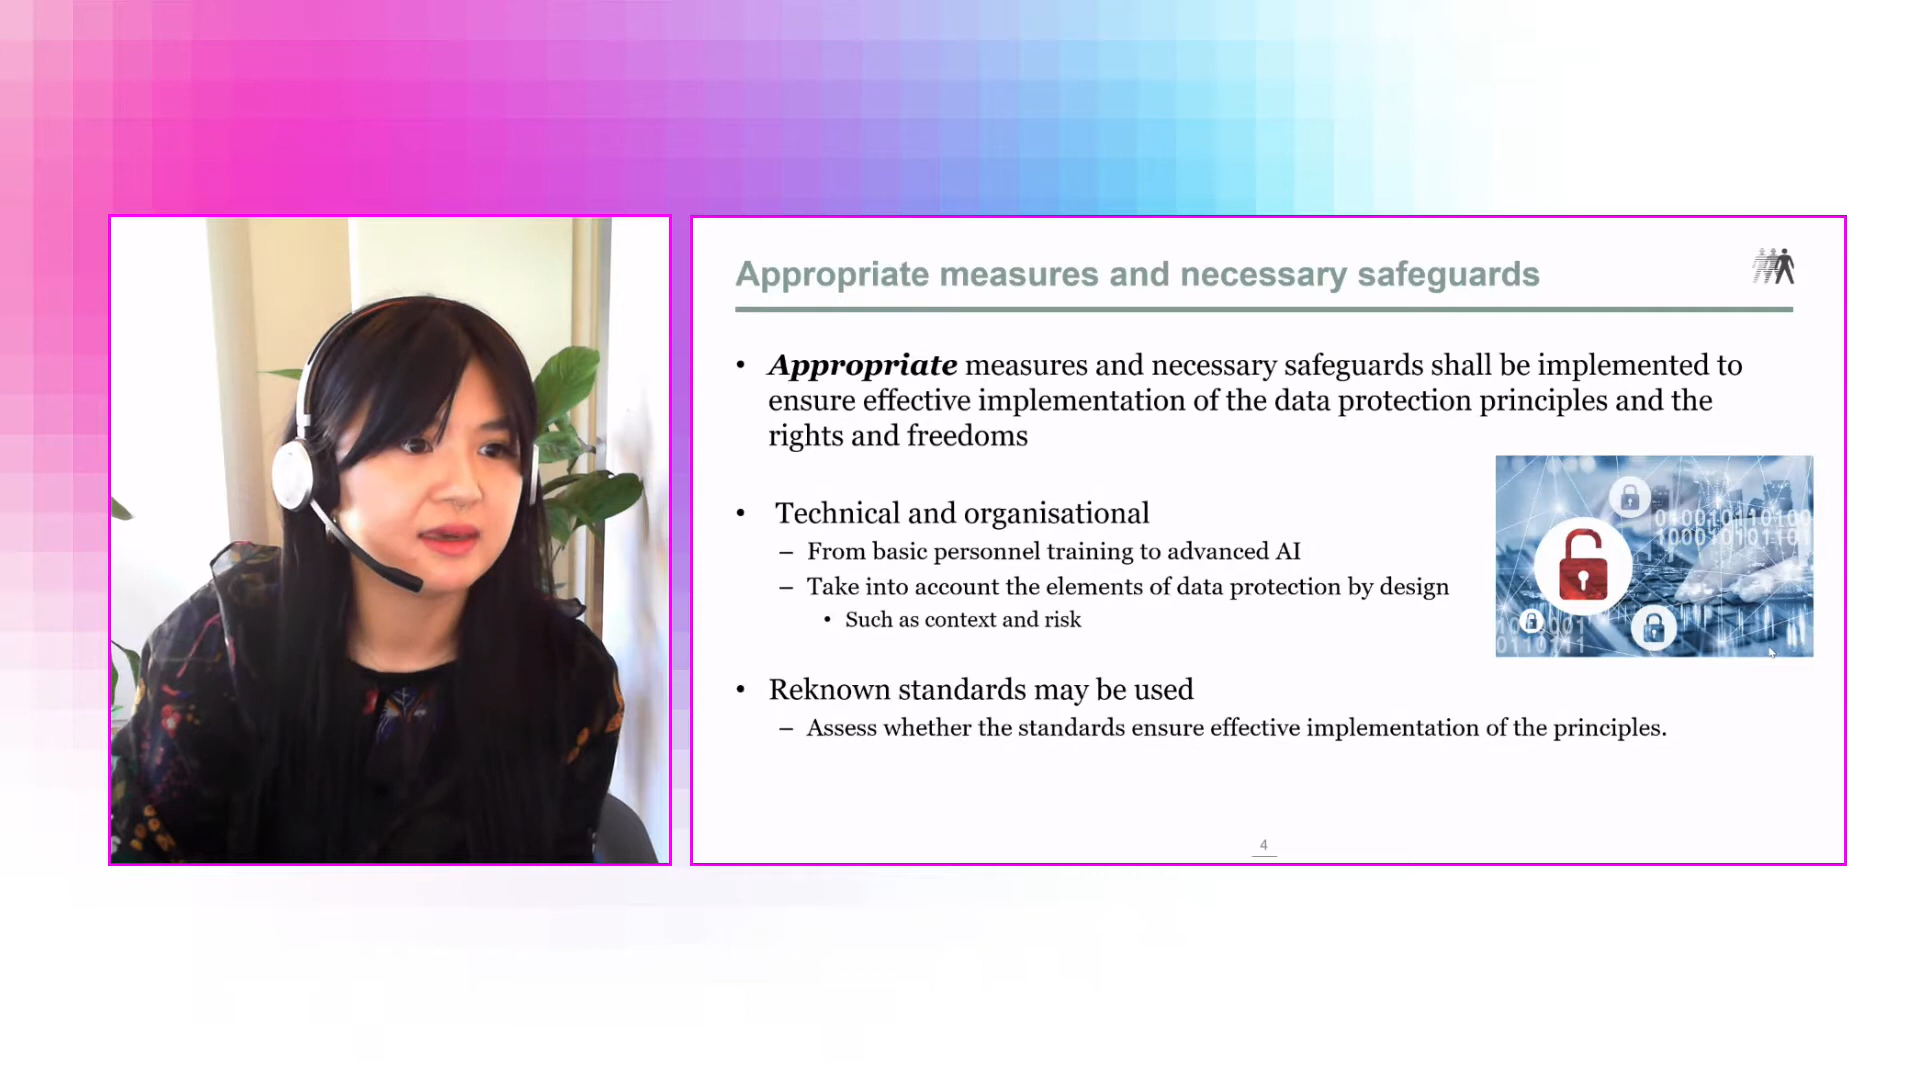 Appropriate measures and necessary safeguards
• Appropriate measures and necessary safeguards shall be implemented to
ensure effective implementation of the data protection principles and the
rights and freedoms
• Technical and organisational
– From basic personnel training to advanced AI
– Take into account the elements of data protection by design
• Such as context and risk
• Reknown standards may be used
– Assess whether the standards ensure effective implementation of the principles.
4